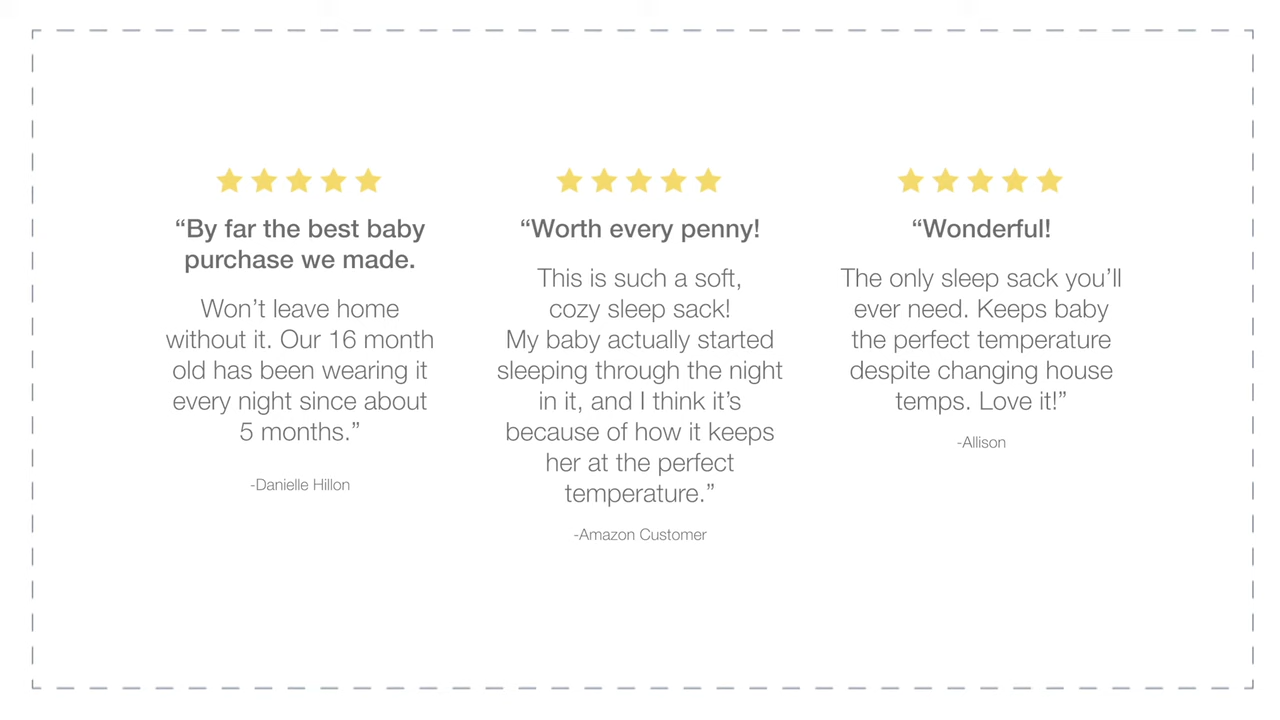 “By far the best baby
purchase we made.
Won’t leave home
without it. Our 16 month
old has been wearing it
every night since about
5 months.”
-Danielle Hillon
“Worth every penny!
This is such a soft,
cozy sleep sack!
My baby actually started
sleeping through the night
in it, and I think it’s
because of how it keeps
her at the perfect
temperature.”
-Amazon Customer
“Wonderful!
The only sleep sack you’ll
ever need. Keeps baby
the perfect temperature
despite changing house
temps. Love it!”
-Allison